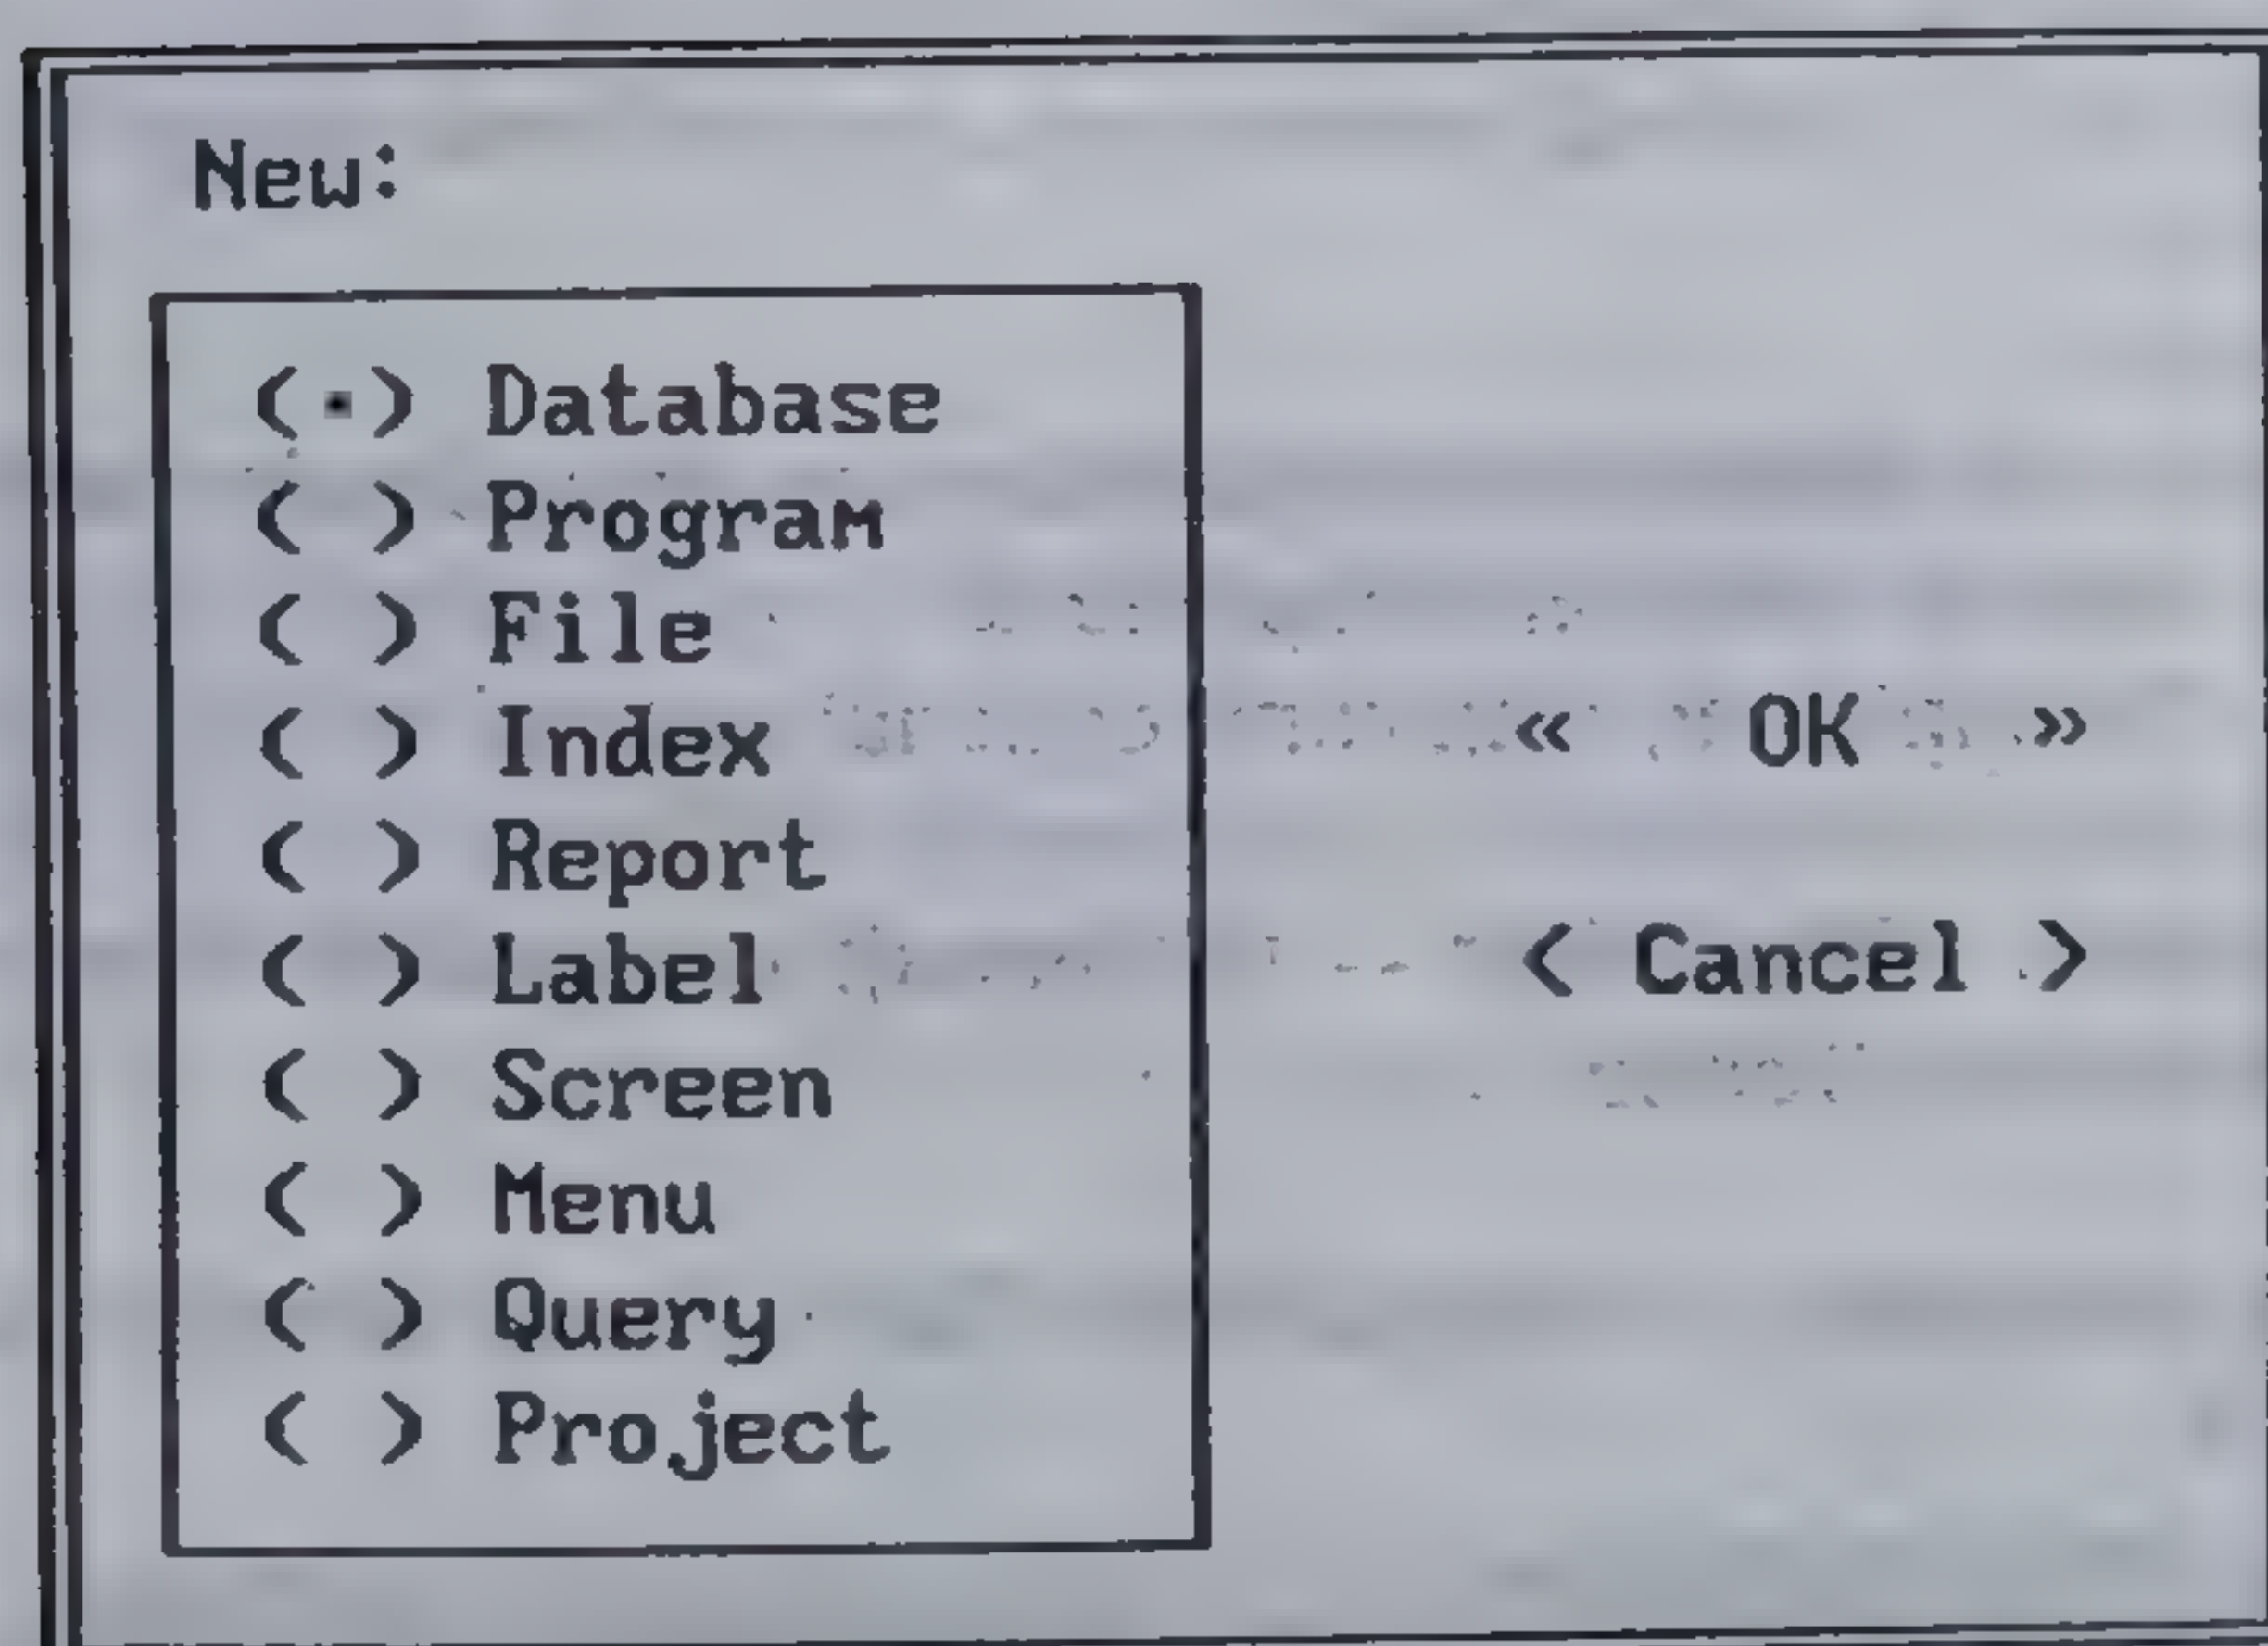 New:
(·) Database
( ) Program
( ) File
( ) Index
« OK »
( ) Report
( ) Label
< Cancel >
( ) Screen
( ) Menu
( ) Query
( ) Project